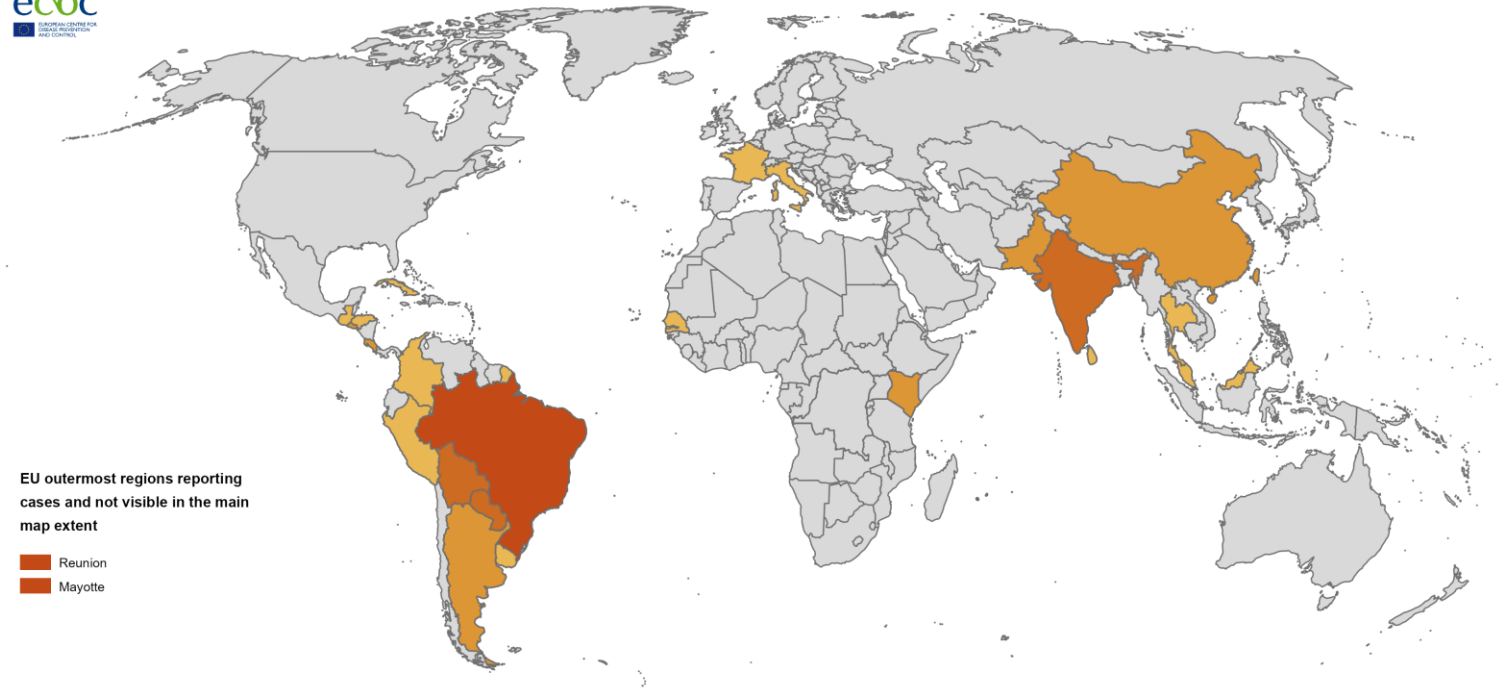 ecdc
EUROPEAN CENTRE FOR
DISEASE PREVENTION
AND CONTROL
EU outermost regions reporting
cases and not visible in the main
map extent
Reunion
Mayotte